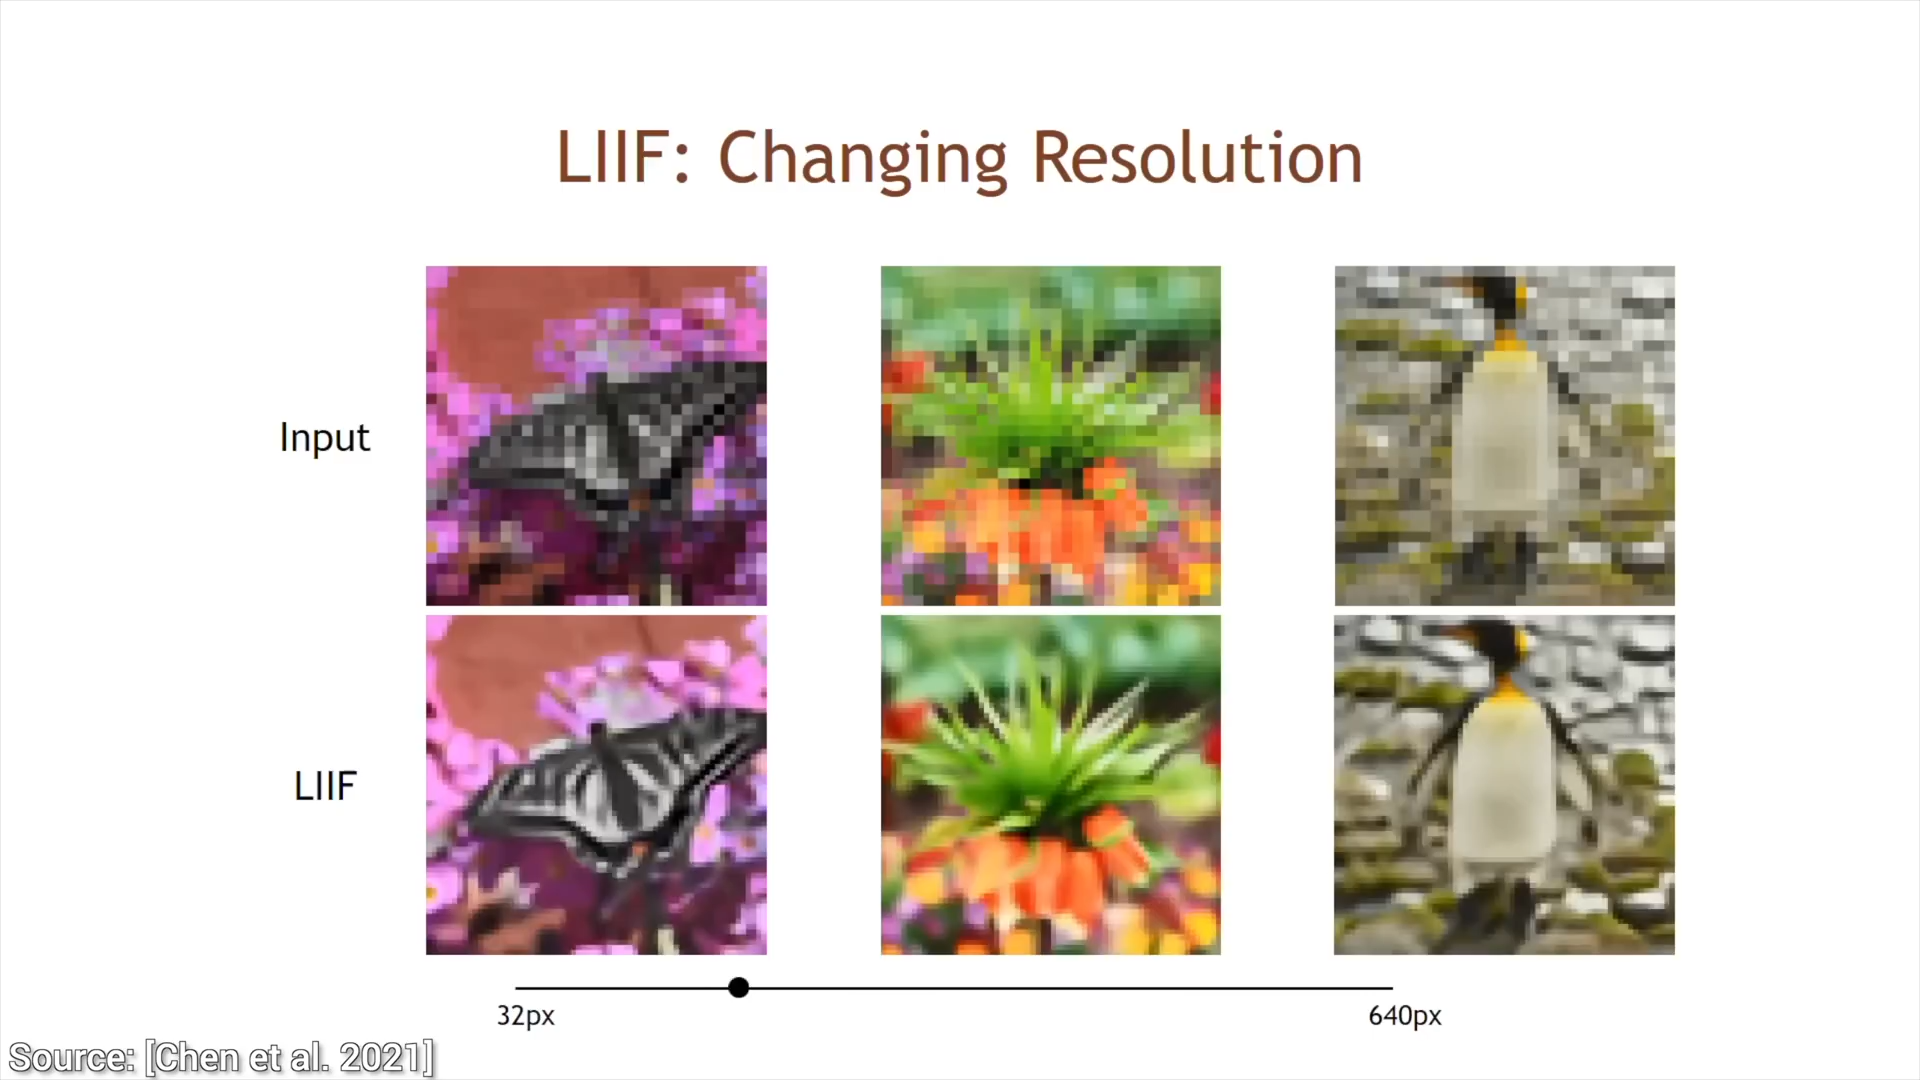 LIIF: Changing Resolution
Input
LIIF
32px
640px
Source: [Chen et al. 2021]